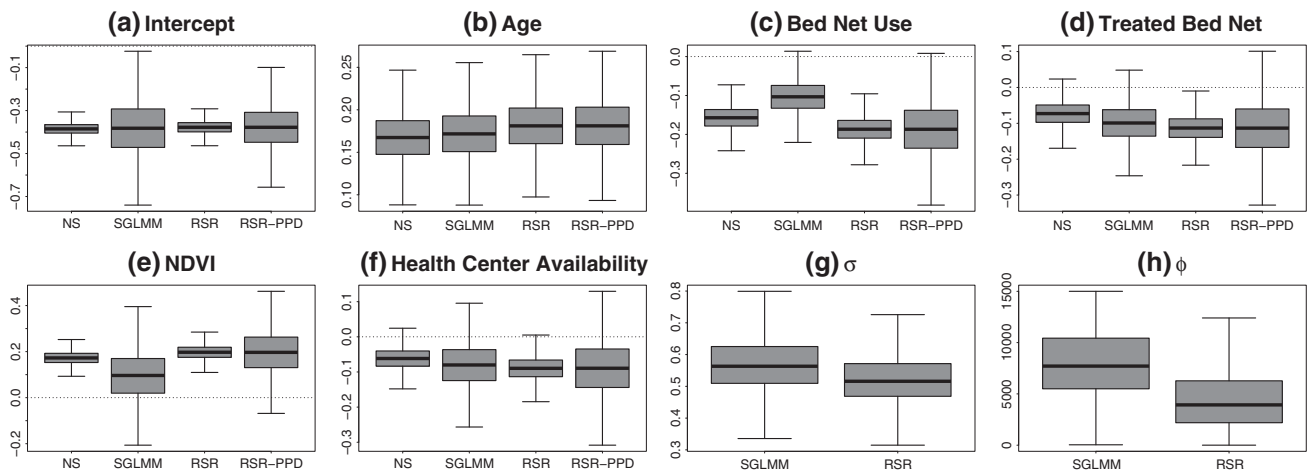 (a) Intercept
(b) Age
(c) Bed Net Use
(d) Treated Bed Net
−0.1
−0.3
−0.5
−0.7
NS SGLMM RSR RSR−PPD
0.25
0.20
0.15
0.10
NS SGLMM RSR RSR−PPD
0.0
−0.1
−0.2
−0.3
NS SGLMM RSR RSR−PPD
0.1
0.0
−0.1
−0.2
−0.3
NS SGLMM RSR RSR−PPD
(e) NDVI
(f) Health Center Availability
(g) σ
(h) ϕ
0.4
0.2
0.0
−0.2
NS SGLMM RSR RSR−PPD
0.1
0.0
−0.1
−0.2
−0.3
NS SGLMM RSR RSR−PPD
0.8
0.7
0.6
0.5
0.4
0.3
SGLMM RSR
15000
10000
5000
0
SGLMM RSR